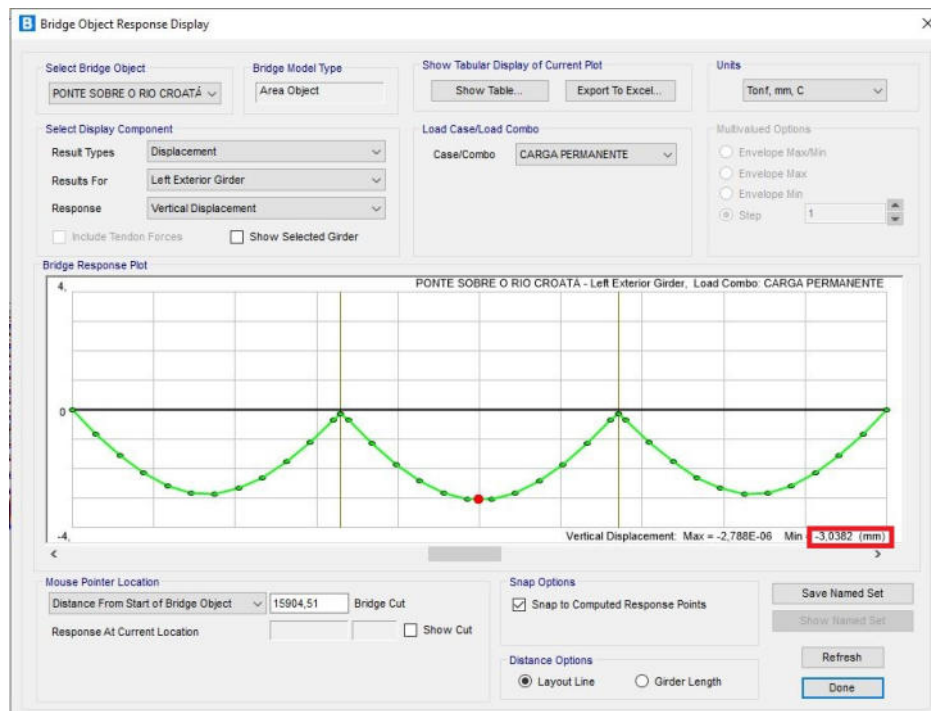 B Bridge Object Response Display
Select Bridge Object
PONTE SOBRE O RIO CROATÁ
Bridge Model Type
Area Object
Show Tabular Display of Current Plot
Show Table...
Export To Excel...
Units
Tonf, mm, C
Select Display Component
Result Types
Displacement
Results For
Left Exterior Girder
Response
Vertical Displacement
Include Tendon Forces
Show Selected Girder
Load Case/Load Combo
Case/Combo
CARGA PERMANENTE
Multivalued Options
Envelope Max/Min
Envelope Max
Envelope Min
Step
1
Bridge Response Plot
4,
PONTE SOBRE O RIO CROATÁ - Left Exterior Girder, Load Combo: CARGA PERMANENTE
0
-4,
Vertical Displacement: Max = -2,788E-06 Min = -3,0382 (mm)
Mouse Pointer Location
Distance From Start of Bridge Object
15904,51
Bridge Cut
Response At Current Location
Show Cut
Snap Options
Snap to Computed Response Points
Distance Options
Layout Line
Girder Length
Save Named Set
Show Named Set
Refresh
Done